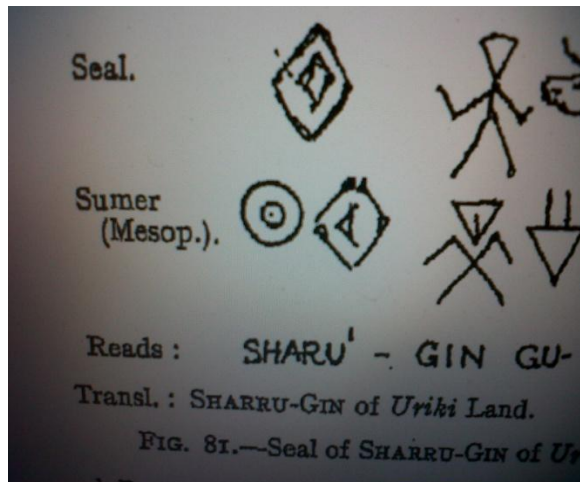 Seal.
Sumer
(Mesop.).
Reads : SHARU' - GIN GU-
Transl. : SHARRU-GIN of Uriki Land.
FIG. 81.—Seal of SHARRU-GIN of